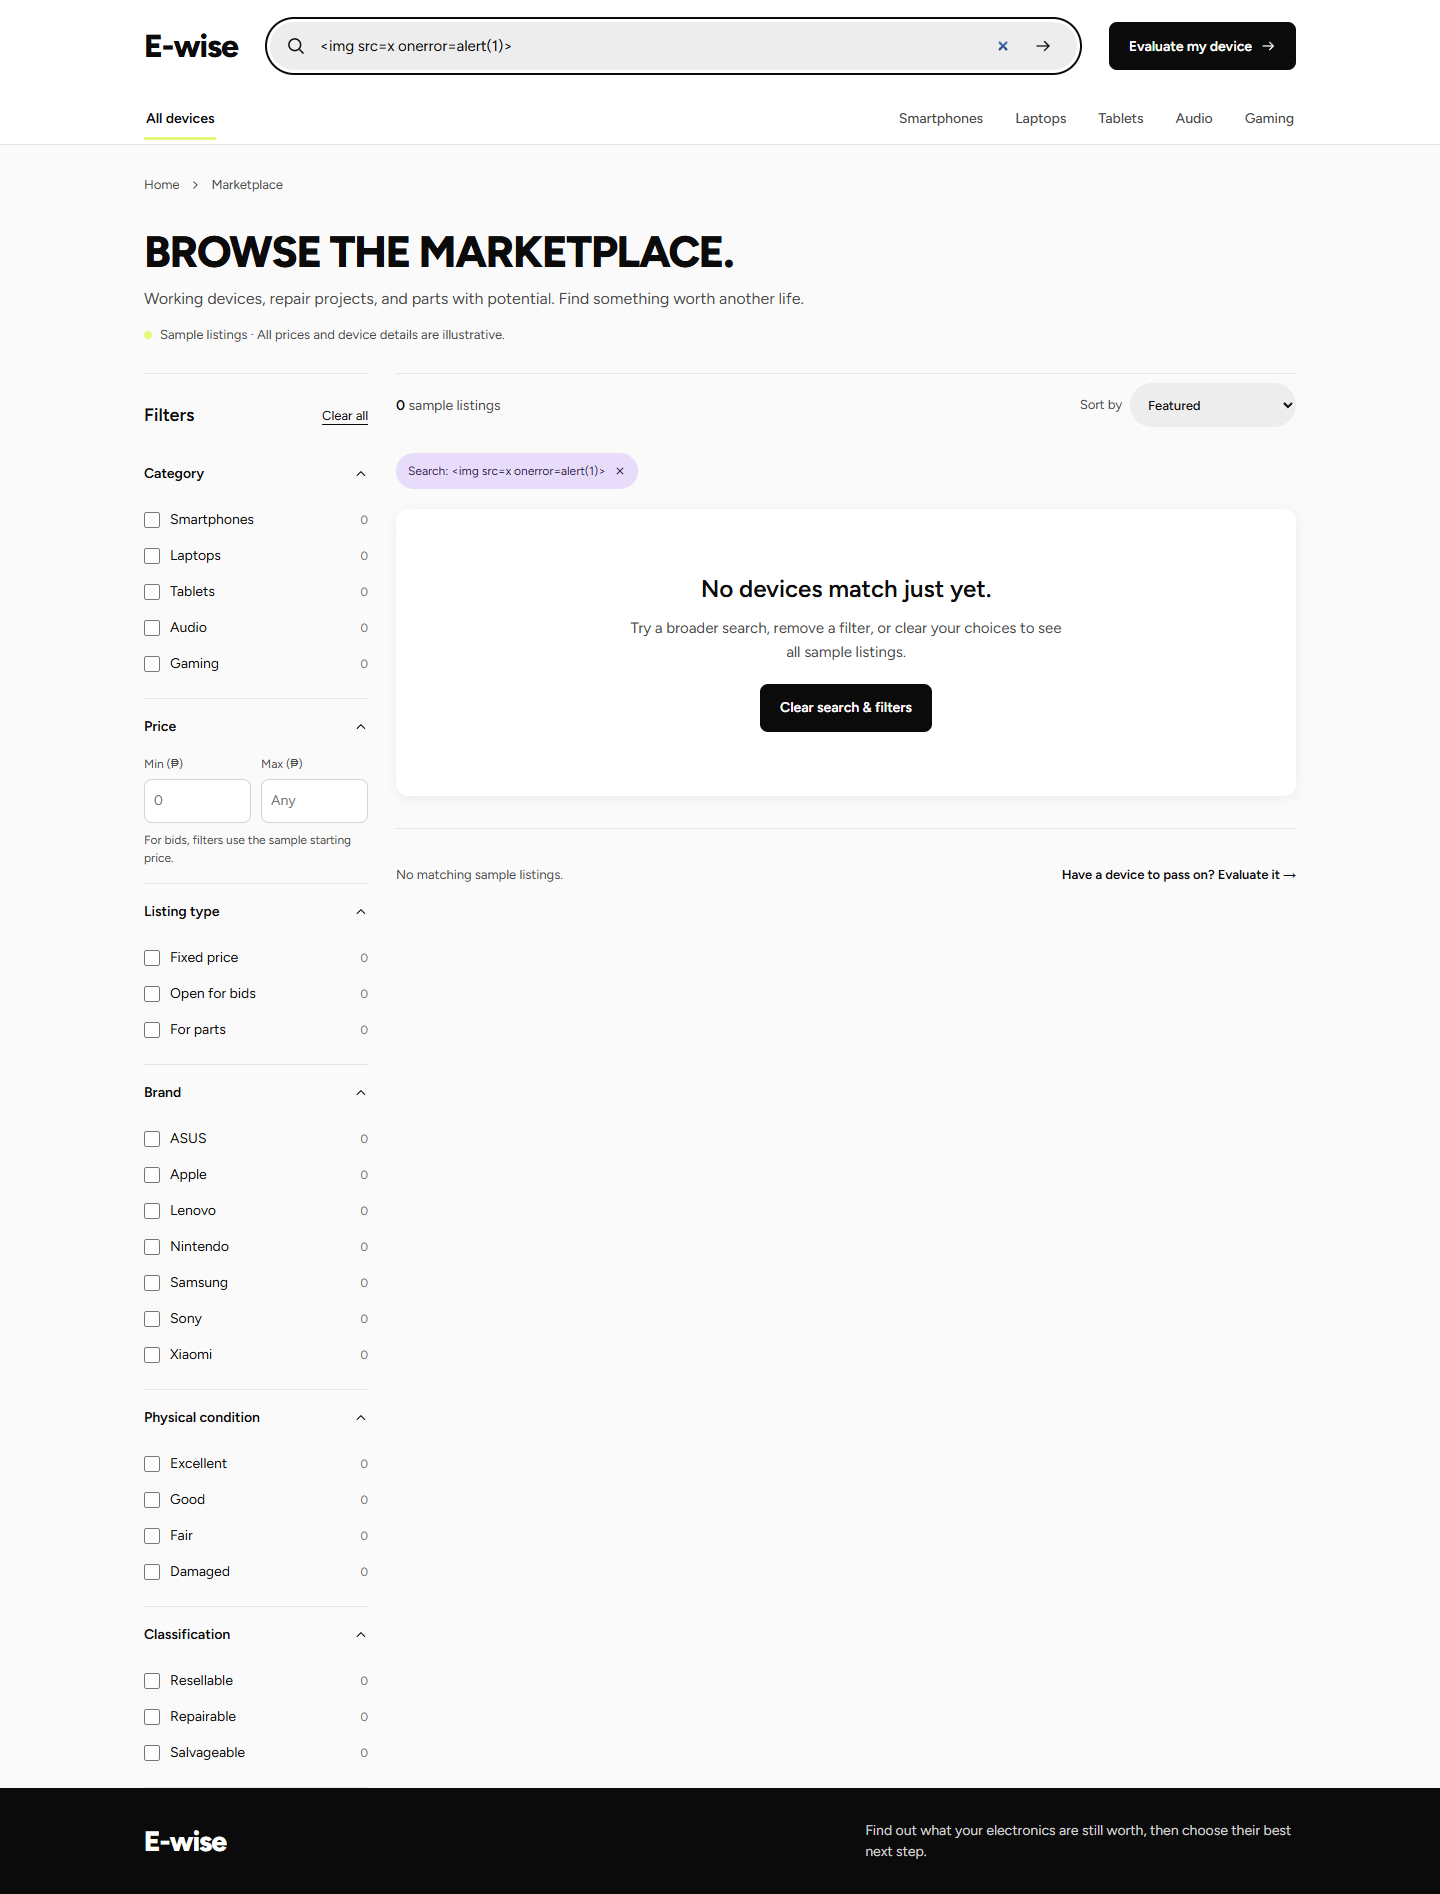 E-wise
<img src=x onerror=alert(1)>
Evaluate my device →
All devices
Smartphones
Laptops
Tablets
Audio
Gaming
Home
Marketplace
BROWSE THE MARKETPLACE.
Working devices, repair projects, and parts with potential. Find something worth another life.
Sample listings · All prices and device details are illustrative.
Filters
Clear all
Category
Smartphones 0
Laptops 0
Tablets 0
Audio 0
Gaming 0
Price
Min (₱) Max (₱)
0 Any
For bids, filters use the sample starting
price.
Listing type
Fixed price 0
Open for bids 0
For parts 0
Brand
ASUS 0
Apple 0
Lenovo 0
Nintendo 0
Samsung 0
Sony 0
Xiaomi 0
Physical condition
Excellent 0
Good 0
Fair 0
Damaged 0
Classification
Resellable 0
Repairable 0
Salvageable 0
0 sample listings
Sort by Featured
Search: <img src=x onerror=alert(1)> ×
No devices match just yet.
Try a broader search, remove a filter, or clear your choices to see
all sample listings.
Clear search & filters
No matching sample listings.
Have a device to pass on? Evaluate it →
E-wise
Find out what your electronics are still worth, then choose their best
next step.